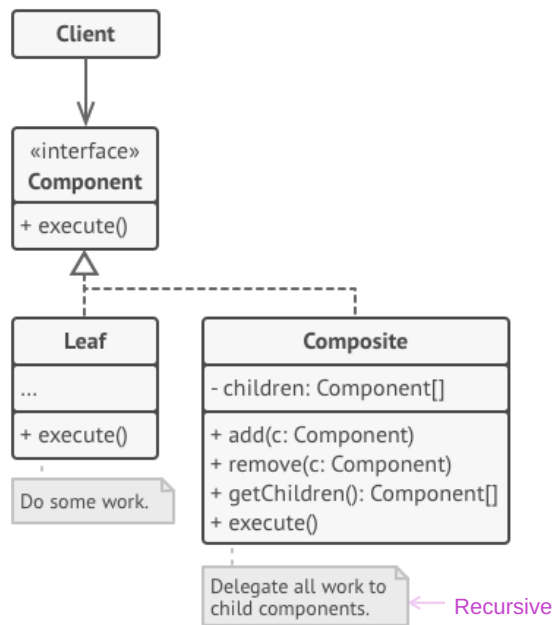 Client
«interface»
Component
+ execute()
Leaf
...
+ execute()
Do some work.
Composite
- children: Component[]
+ add(c: Component)
+ remove(c: Component)
+ getChildren(): Component[]
+ execute()
Delegate all work to
child components.
Recursive